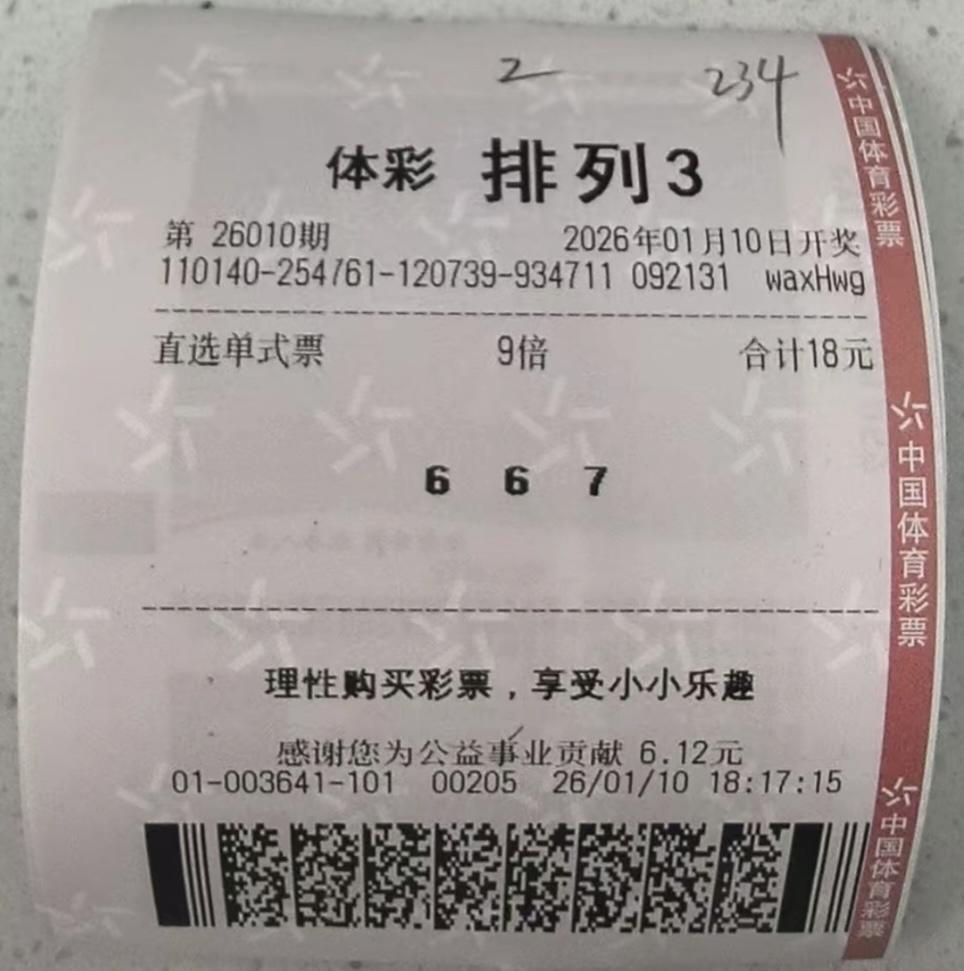 2 234
体彩 排列3
第 26010期 2026年01月10日开奖
110140-254761-120739-934711 092131 waxHwg
直选单式票 9倍 合计18元
6 6 7
理性购买彩票，享受小小乐趣
感谢您为公益事业贡献 6.12元
01-003641-101 00205 26/01/10 18:17:15
中国体育彩票
中国体育彩票
中国体育彩票